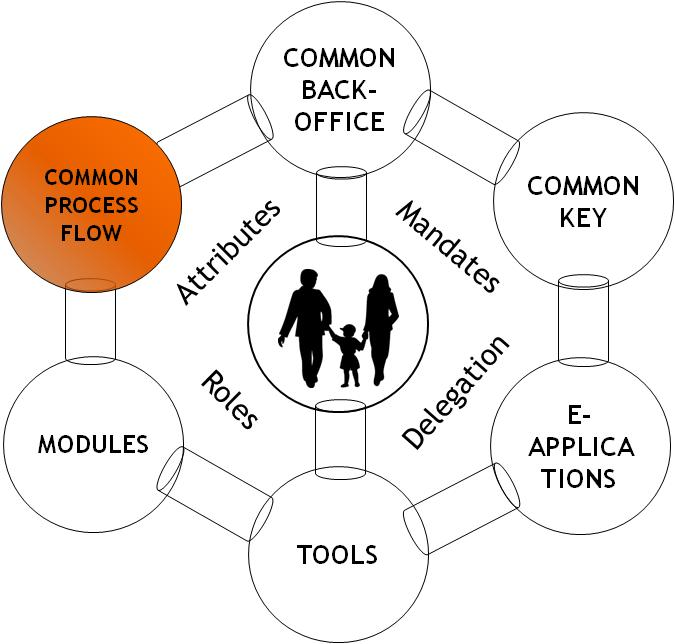 COMMON
BACK-
OFFICE
COMMON
PROCESS
FLOW
COMMON
KEY
Attributes
Mandates
Roles
Delegation
MODULES
E-
APPLICA
TIONS
TOOLS